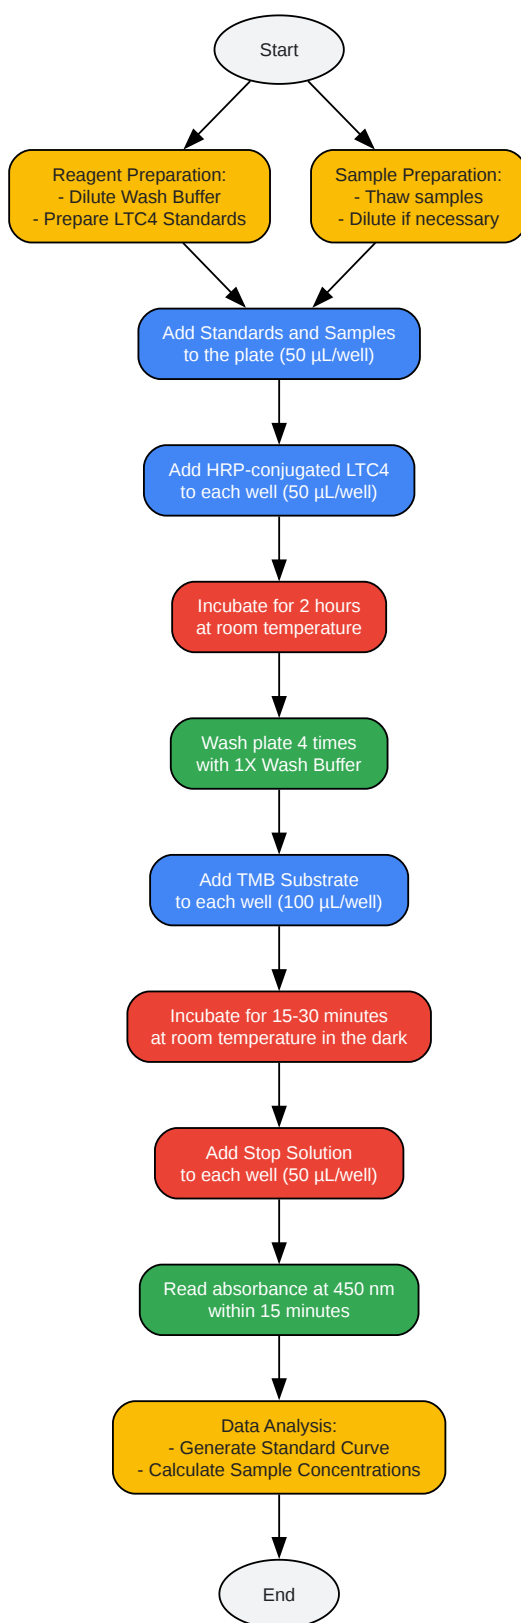 Start
Reagent Preparation:
- Dilute Wash Buffer
- Prepare LTC4 Standards
Sample Preparation:
- Thaw samples
- Dilute if necessary
Add Standards and Samples
to the plate (50 µL/well)
Add HRP-conjugated LTC4
to each well (50 µL/well)
Incubate for 2 hours
at room temperature
Wash plate 4 times
with 1X Wash Buffer
Add TMB Substrate
to each well (100 µL/well)
Incubate for 15-30 minutes
at room temperature in the dark
Add Stop Solution
to each well (50 µL/well)
Read absorbance at 450 nm
within 15 minutes
Data Analysis:
- Generate Standard Curve
- Calculate Sample Concentrations
End